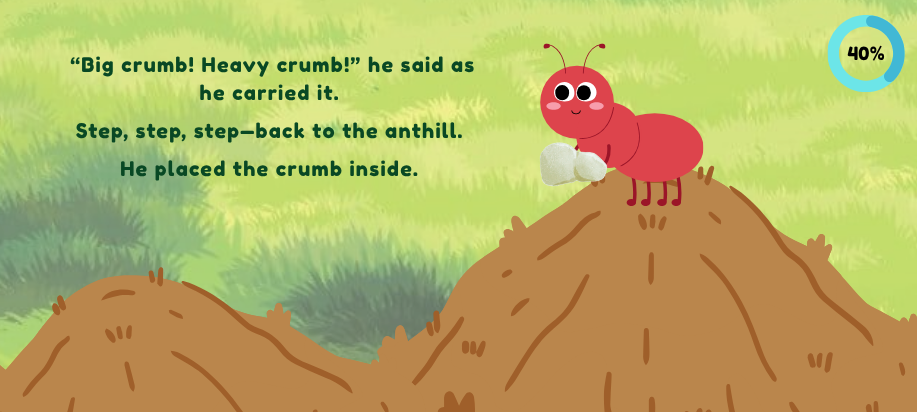 “Big crumb! Heavy crumb!” he said as
he carried it.
Step, step, step—back to the anthill.
He placed the crumb inside.
40%